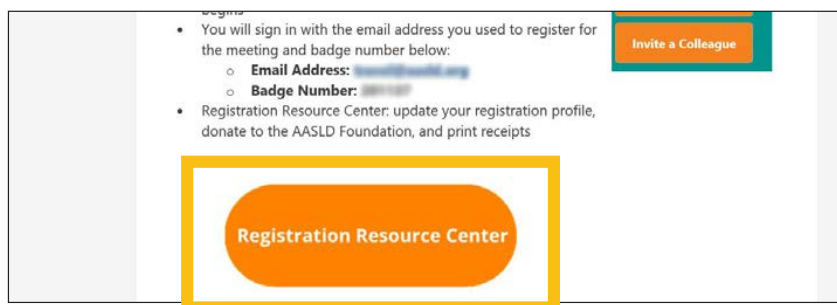 You will sign in with the email address you used to register for
the meeting and badge number below:
Email Address:
Badge Number:
Registration Resource Center: update your registration profile,
donate to the AASLD Foundation, and print receipts
Invite a Colleague
Registration Resource Center